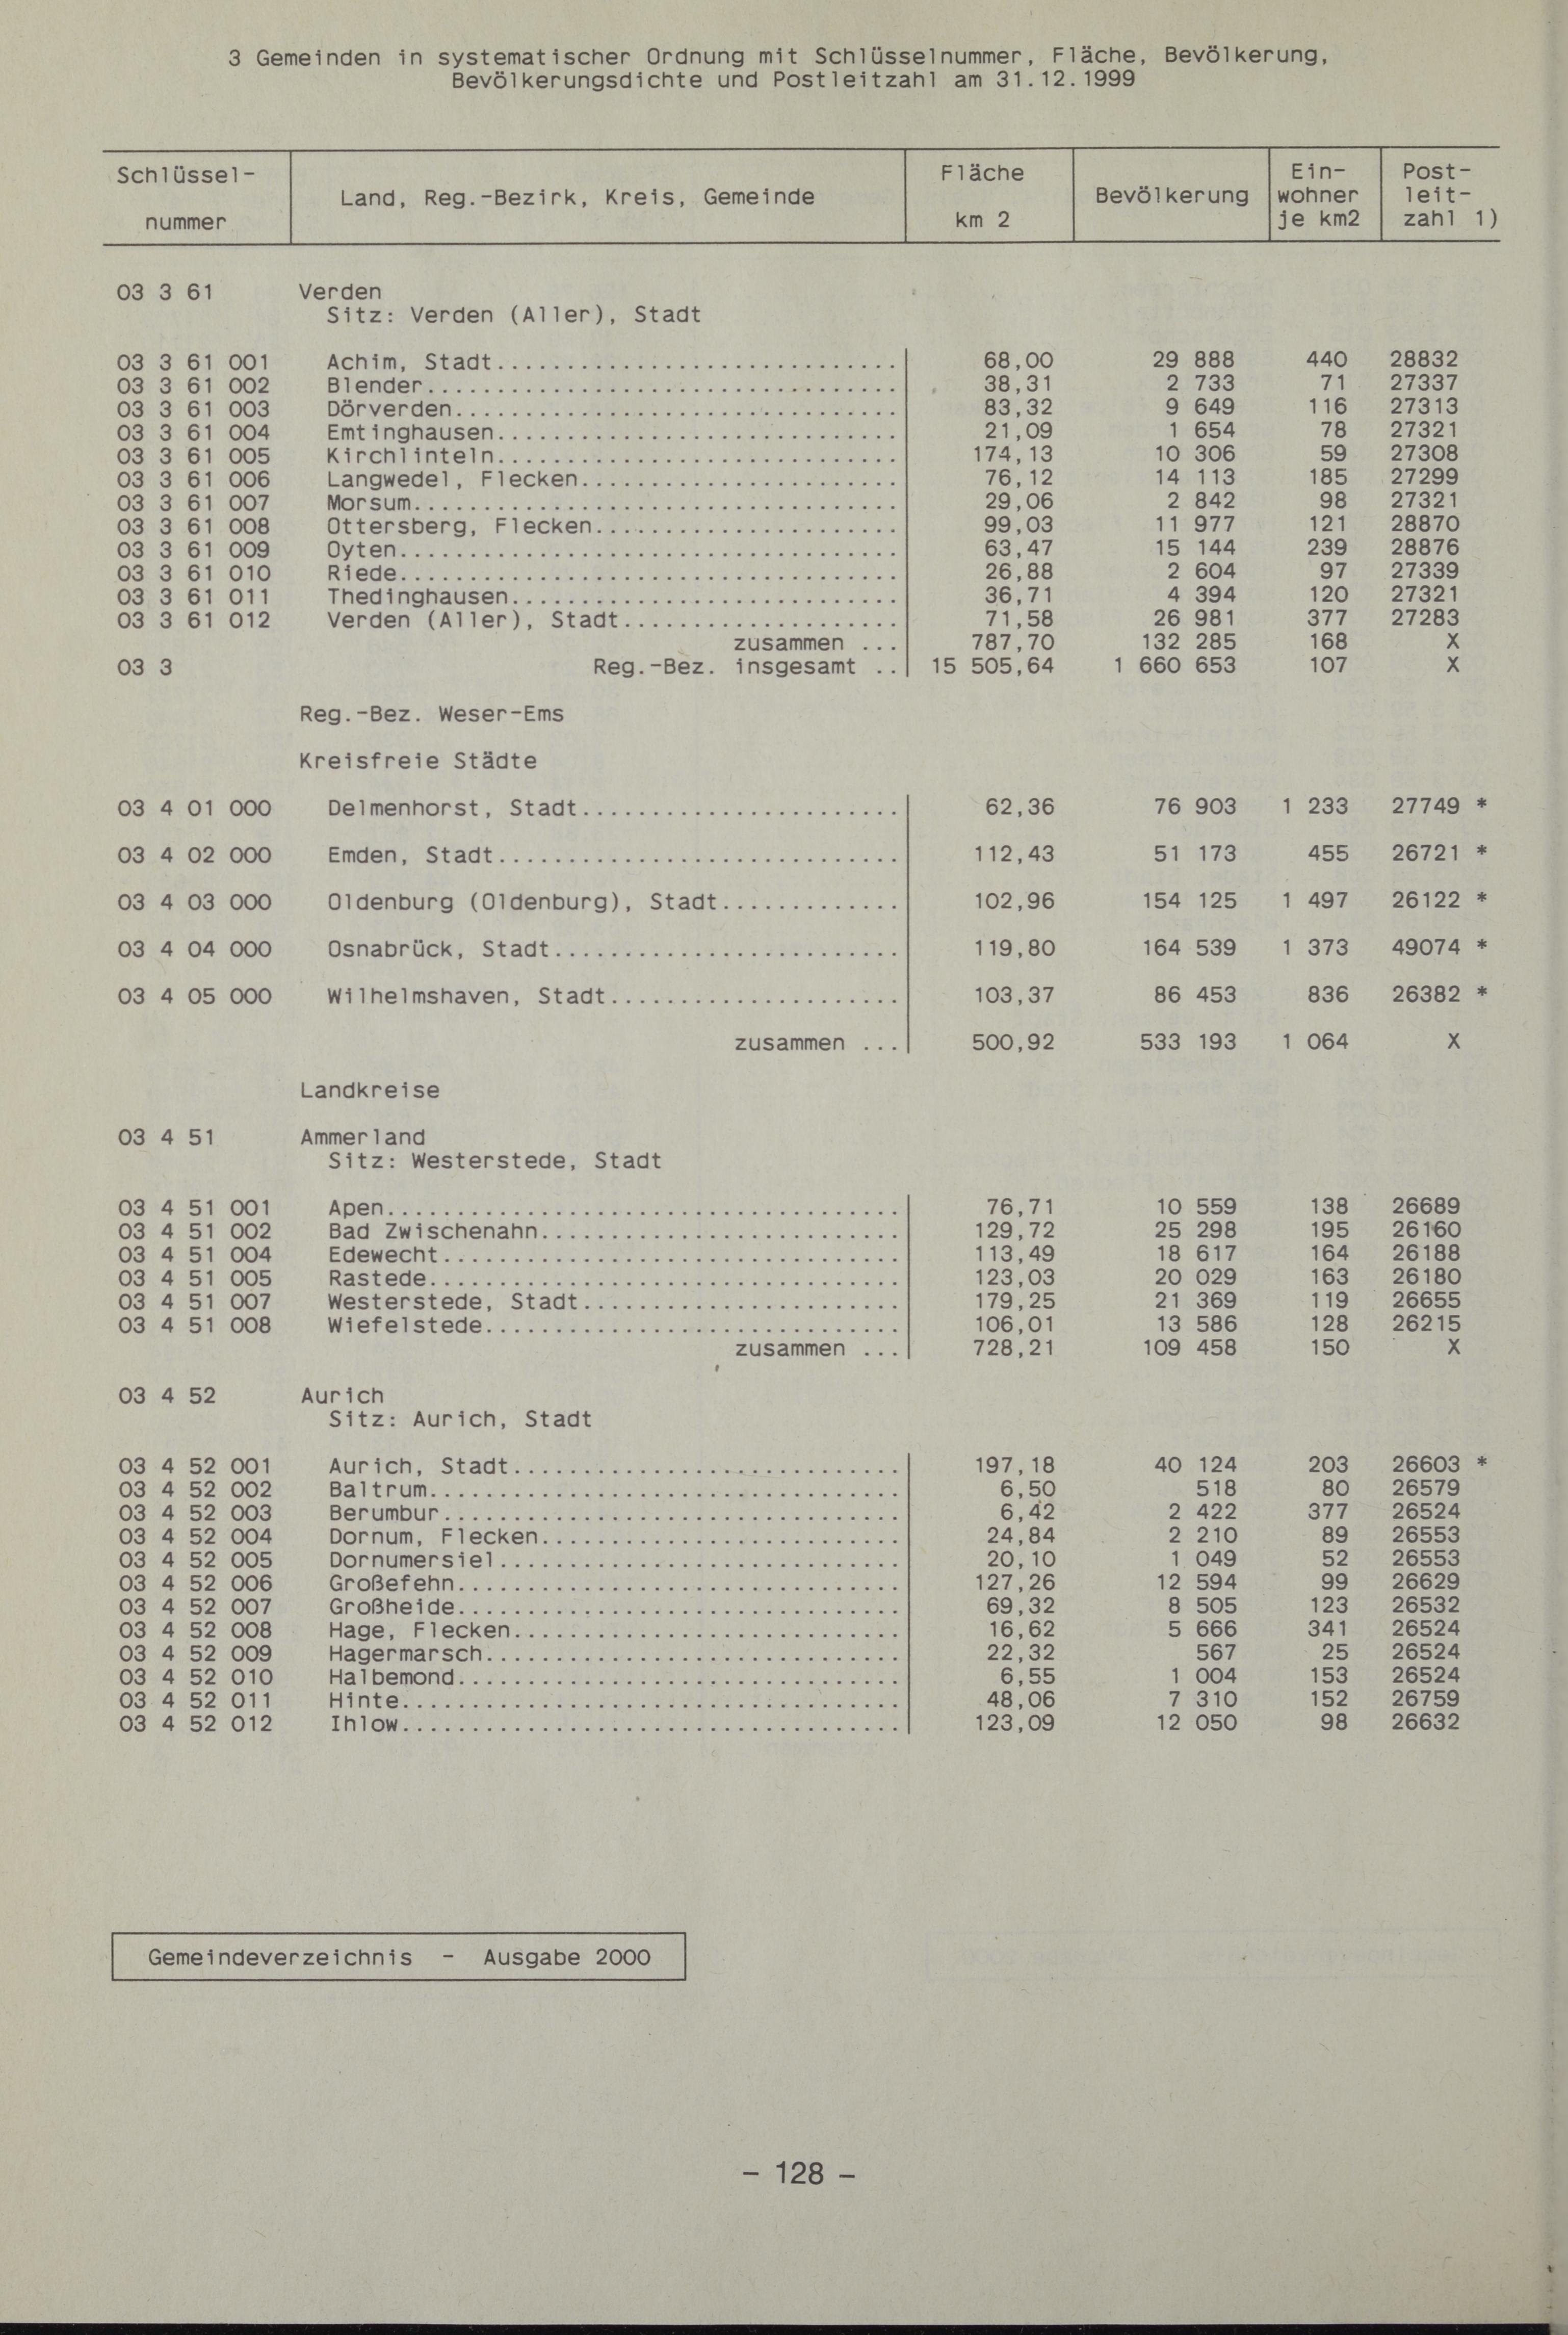 3 Gemeinden in systematischer Ordnung mit Schlüsselnummer, Fläche, Bevölkerung,
Bevölkerungsdichte und Postleitzahl am 31.12.1999
Schlüssel-
nummer
Land, Reg.-Bezirk, Kreis, Gemeinde
Fläche
km 2
Bevölkerung
Ein-
wohner
je km2
Post-
leit-
zahl 1)
03 3 61 Verden
Sitz: Verden (Aller), Stadt
03 3 61 001 Achim, Stadt............................. 68,00 29 888 440 28832
03 3 61 002 Blender.................................. 38,31 2 733 71 27337
03 3 61 003 Dörverden................................ 83,32 9 649 116 27313
03 3 61 004 Emtinghausen............................. 21,09 1 654 78 27321
03 3 61 005 Kirchlinteln............................. 174,13 10 306 59 27308
03 3 61 006 Langwedel, Flecken....................... 76,12 14 113 185 27299
03 3 61 007 Morsum................................... 29,06 2 842 98 27321
03 3 61 008 Ottersberg, Flecken...................... 99,03 11 977 121 28870
03 3 61 009 Oyten.................................... 63,47 15 144 239 28876
03 3 61 010 Riede.................................... 26,88 2 604 97 27339
03 3 61 011 Thedinghausen............................ 36,71 4 394 120 27321
03 3 61 012 Verden (Aller), Stadt.................... 71,58 26 981 377 27283
zusammen ... 787,70 132 285 168 X
03 3 Reg.-Bez. insgesamt .. 15 505,64 1 660 653 107 X
Reg.-Bez. Weser-Ems
Kreisfreie Städte
03 4 01 000 Delmenhorst, Stadt....................... 62,36 76 903 1 233 27749 *
03 4 02 000 Emden, Stadt............................. 112,43 51 173 455 26721 *
03 4 03 000 Oldenburg (Oldenburg), Stadt............. 102,96 154 125 1 497 26122 *
03 4 04 000 Osnabrück, Stadt......................... 119,80 164 539 1 373 49074 *
03 4 05 000 Wilhelmshaven, Stadt..................... 103,37 86 453 836 26382 *
zusammen ... 500,92 533 193 1 064 X
Landkreise
03 4 51 Ammerland
Sitz: Westerstede, Stadt
03 4 51 001 Apen..................................... 76,71 10 559 138 26689
03 4 51 002 Bad Zwischenahn.......................... 129,72 25 298 195 26160
03 4 51 004 Edewecht................................. 113,49 18 617 164 26188
03 4 51 005 Rastede.................................. 123,03 20 029 163 26180
03 4 51 007 Westerstede, Stadt....................... 179,25 21 369 119 26655
03 4 51 008 Wiefelstede.............................. 106,01 13 586 128 26215
zusammen ... 728,21 109 458 150 X
03 4 52 Aurich
Sitz: Aurich, Stadt
03 4 52 001 Aurich, Stadt............................ 197,18 40 124 203 26603 *
03 4 52 002 Baltrum.................................. 6,50 518 80 26579
03 4 52 003 Berumbur................................. 6,42 2 422 377 26524
03 4 52 004 Dornum, Flecken.......................... 24,84 2 210 89 26553
03 4 52 005 Dornumersiel............................. 20,10 1 049 52 26553
03 4 52 006 Großefehn................................ 127,26 12 594 99 26629
03 4 52 007 Großheide................................ 69,32 8 505 123 26532
03 4 52 008 Hage, Flecken............................ 16,62 5 666 341 26524
03 4 52 009 Hagermarsch.............................. 22,32 567 25 26524
03 4 52 010 Halbemond................................ 6,55 1 004 153 26524
03 4 52 011 Hinte.................................... 48,06 7 310 152 26759
03 4 52 012 Ihlow.................................... 123,09 12 050 98 26632
Gemeindeverzeichnis - Ausgabe 2000
- 128 -